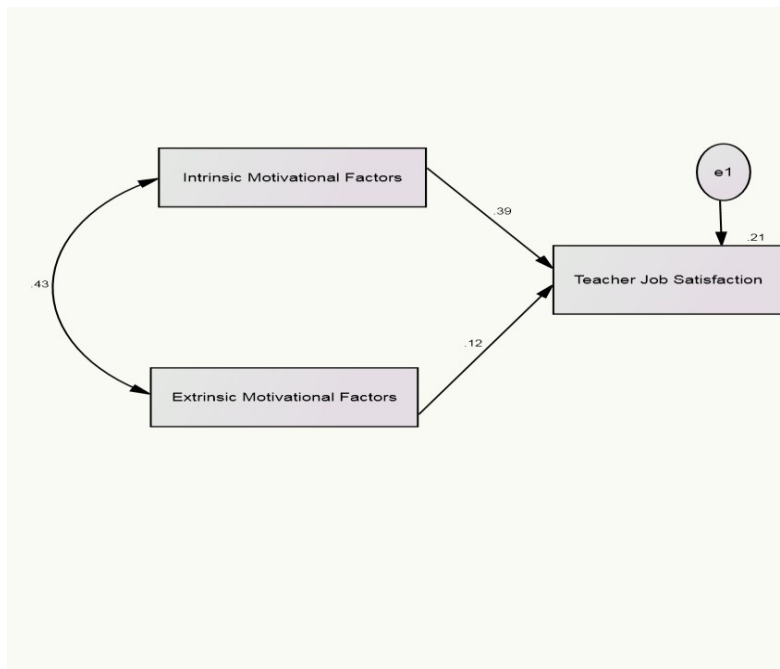 Intrinsic Motivational Factors
e1
.39
.21
Teacher Job Satisfaction
.43
.12
Extrinsic Motivational Factors